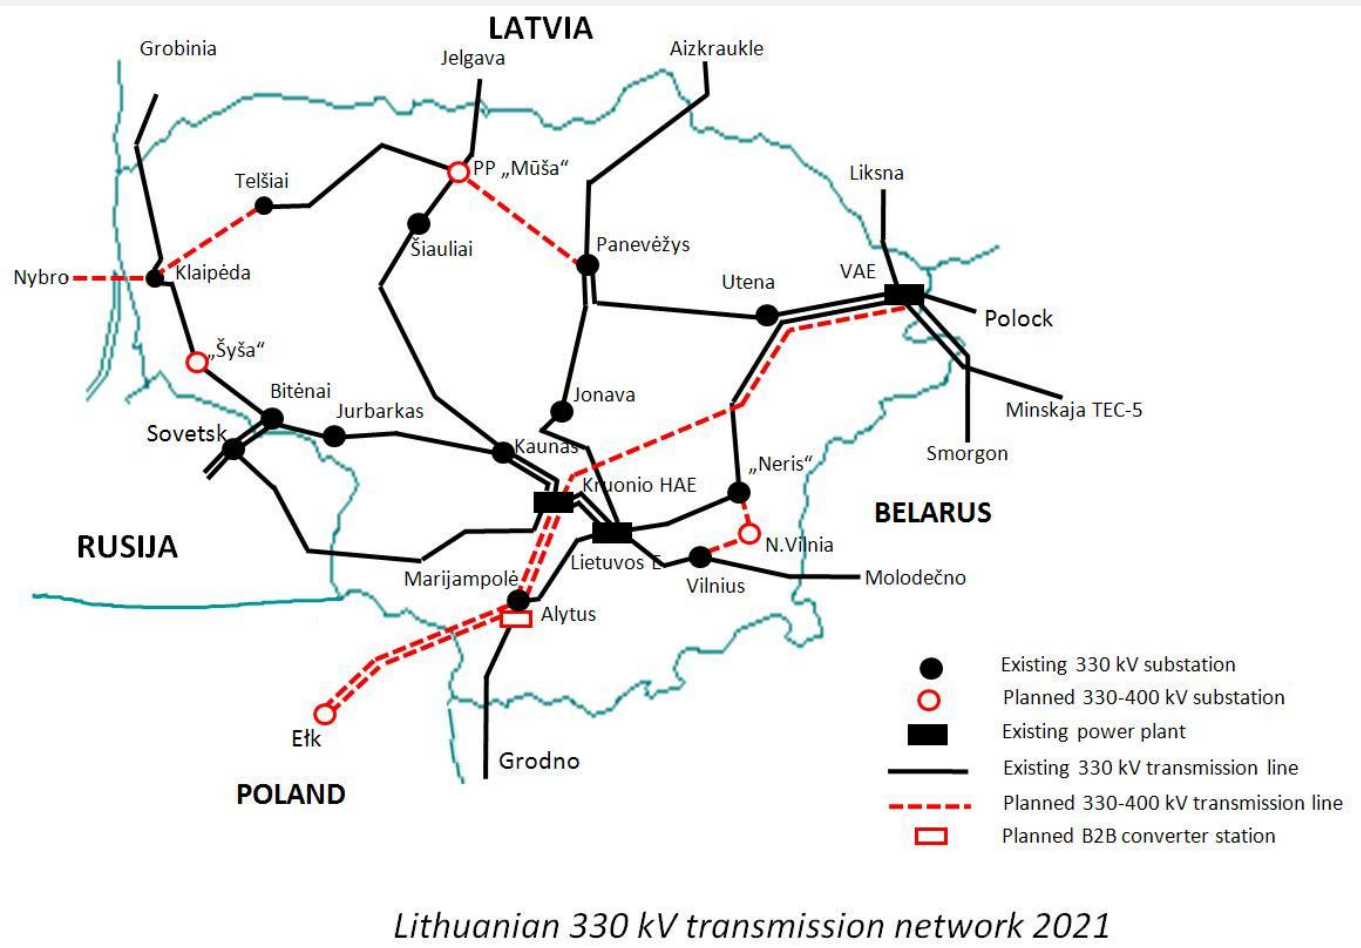 LATVIA
Grobinia
Jelgava
Aizkraukle
PP „Mūša“
Liksna
Telšiai
Šiauliai
Panevėžys
Nybro
Klaipėda
Utena
VAE
Polock
„Šyša“
Bitėnai
Jurbarkas
Jonava
Minskaja TEC-5
Sovetsk
Kaunas
Smorgon
„Neris“
Kruonio HAE
BELARUS
RUSIJA
N.Vilnia
Lietuvos E
Marijampolė
Vilnius
Molodečno
Alytus
Ełk
Grodno
POLAND
Existing 330 kV substation
Planned 330-400 kV substation
Existing power plant
Existing 330 kV transmission line
Planned 330-400 kV transmission line
Planned B2B converter station
Lithuanian 330 kV transmission network 2021